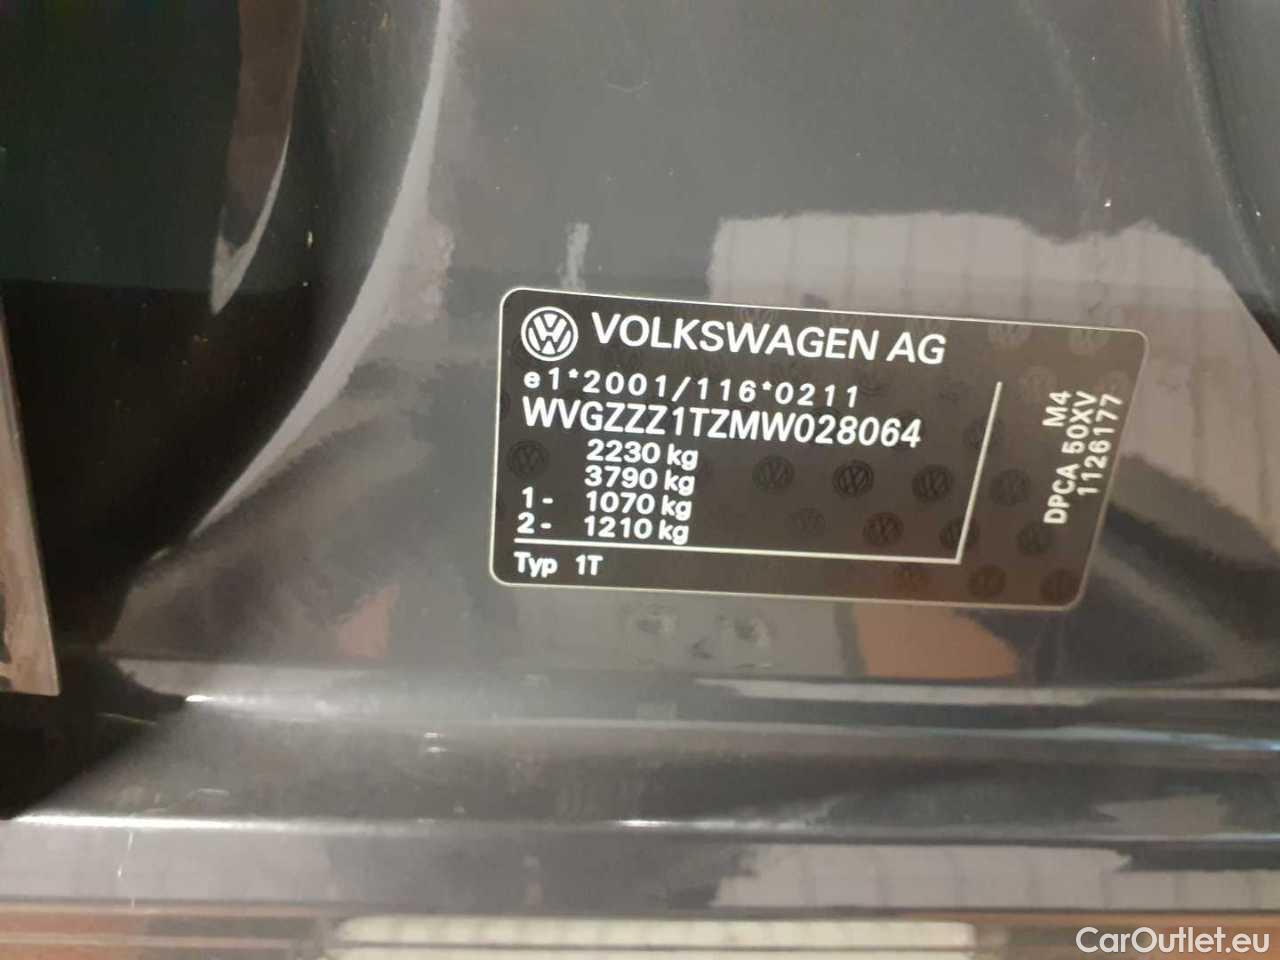 VOLKSWAGEN AG
e1*2001/116*0211
WVGZZZ1TZMW028064
2230 kg
3790 kg
1- 1070 kg
2- 1210 kg
Typ 1T
M4
DPCA 50XV
1126177
CarOutlet.eu